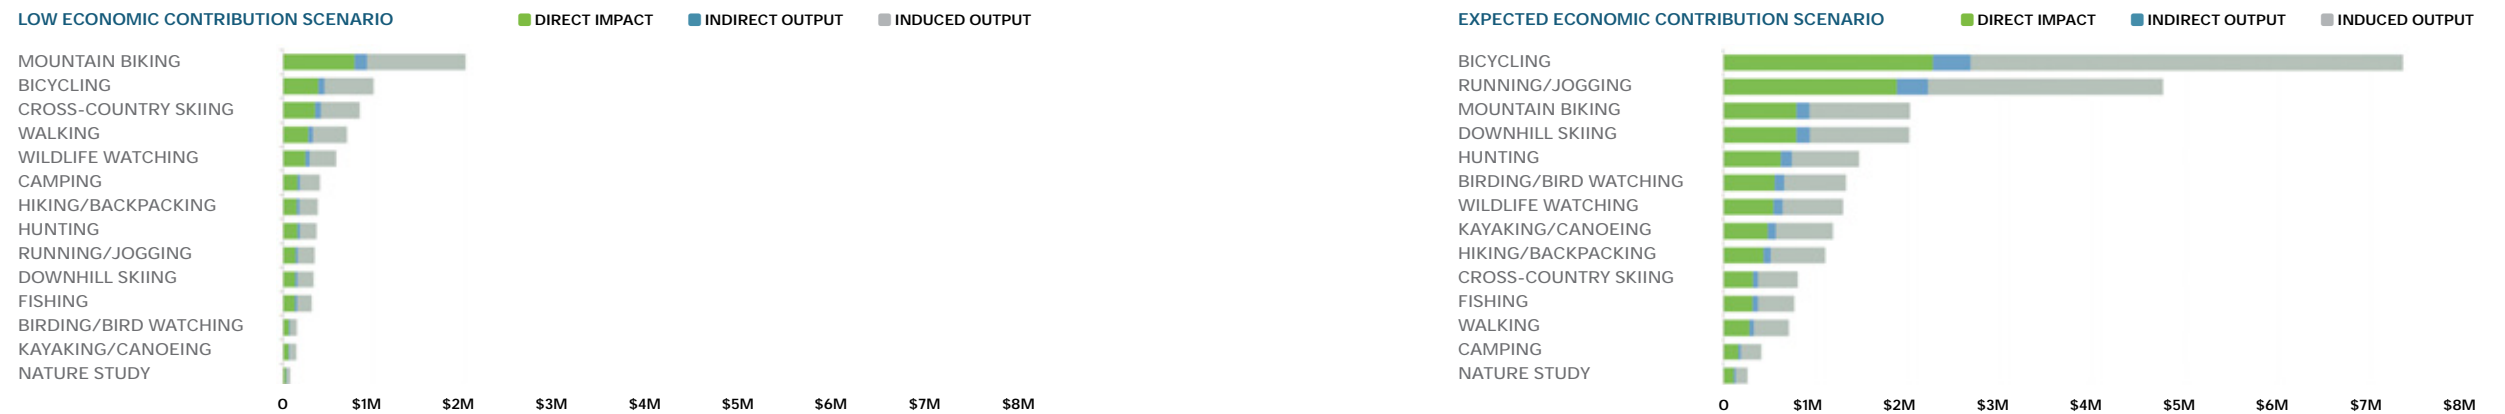 LOW ECONOMIC CONTRIBUTION SCENARIO
DIRECT IMPACT INDIRECT OUTPUT INDUCED OUTPUT
MOUNTAIN BIKING
BICYCLING
CROSS-COUNTRY SKIING
WALKING
WILDLIFE WATCHING
CAMPING
HIKING/BACKPACKING
HUNTING
RUNNING/JOGGING
DOWNHILL SKIING
FISHING
BIRDING/BIRD WATCHING
KAYAKING/CANOEING
NATURE STUDY
0 $1M $2M $3M $4M $5M $6M $7M $8M
EXPECTED ECONOMIC CONTRIBUTION SCENARIO
DIRECT IMPACT INDIRECT OUTPUT INDUCED OUTPUT
BICYCLING
RUNNING/JOGGING
MOUNTAIN BIKING
DOWNHILL SKIING
HUNTING
BIRDING/BIRD WATCHING
WILDLIFE WATCHING
KAYAKING/CANOEING
HIKING/BACKPACKING
CROSS-COUNTRY SKIING
FISHING
WALKING
CAMPING
NATURE STUDY
0 $1M $2M $3M $4M $5M $6M $7M $8M